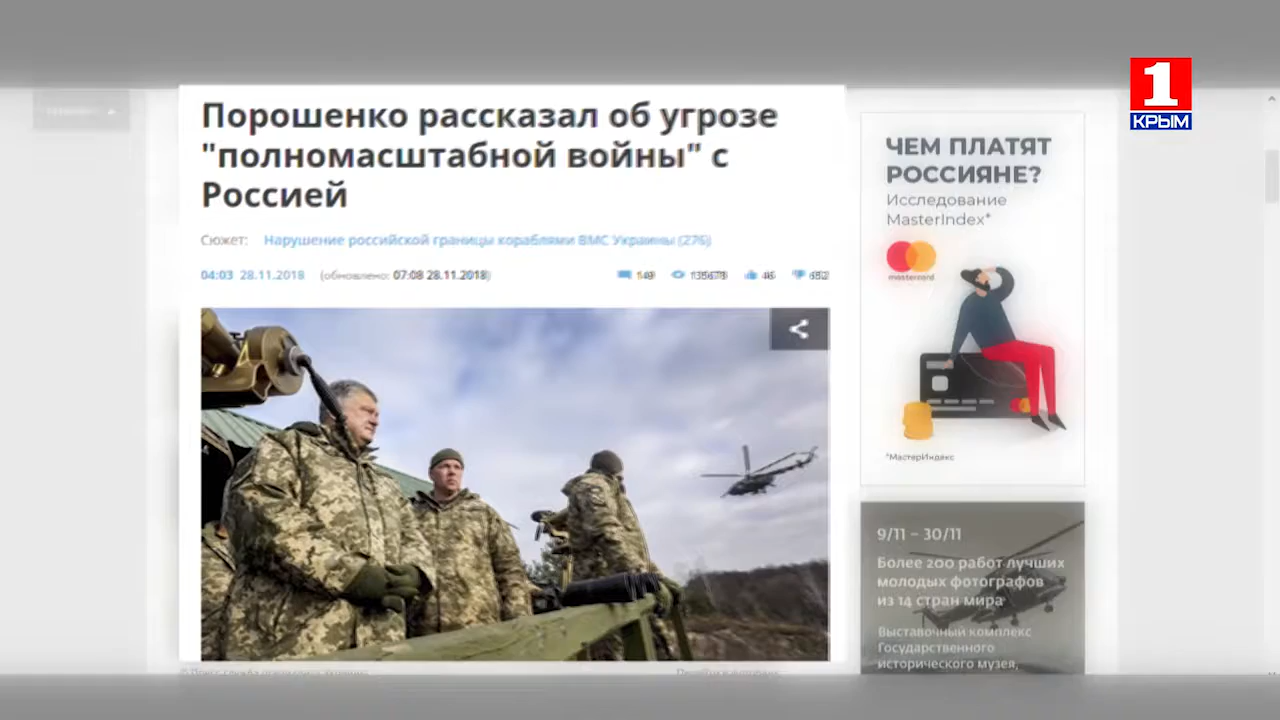 1
КРЫМ
Порошенко рассказал об угрозе
"полномасштабной войны" с
Россией
Сюжет: Нарушение российской границы кораблями ВМС Украины (276)
04:03 28.11.2018 (обновлено: 07:08 28.11.2018)
ЧЕМ ПЛАТЯТ
РОССИЯНЕ?
Исследование
MasterIndex*
mastercard
*МастерИндекс
9/11 – 30/11
Более 200 работ лучших
молодых фотографов
из 14 стран мира
Выставочный комплекс
Государственного
исторического музея,